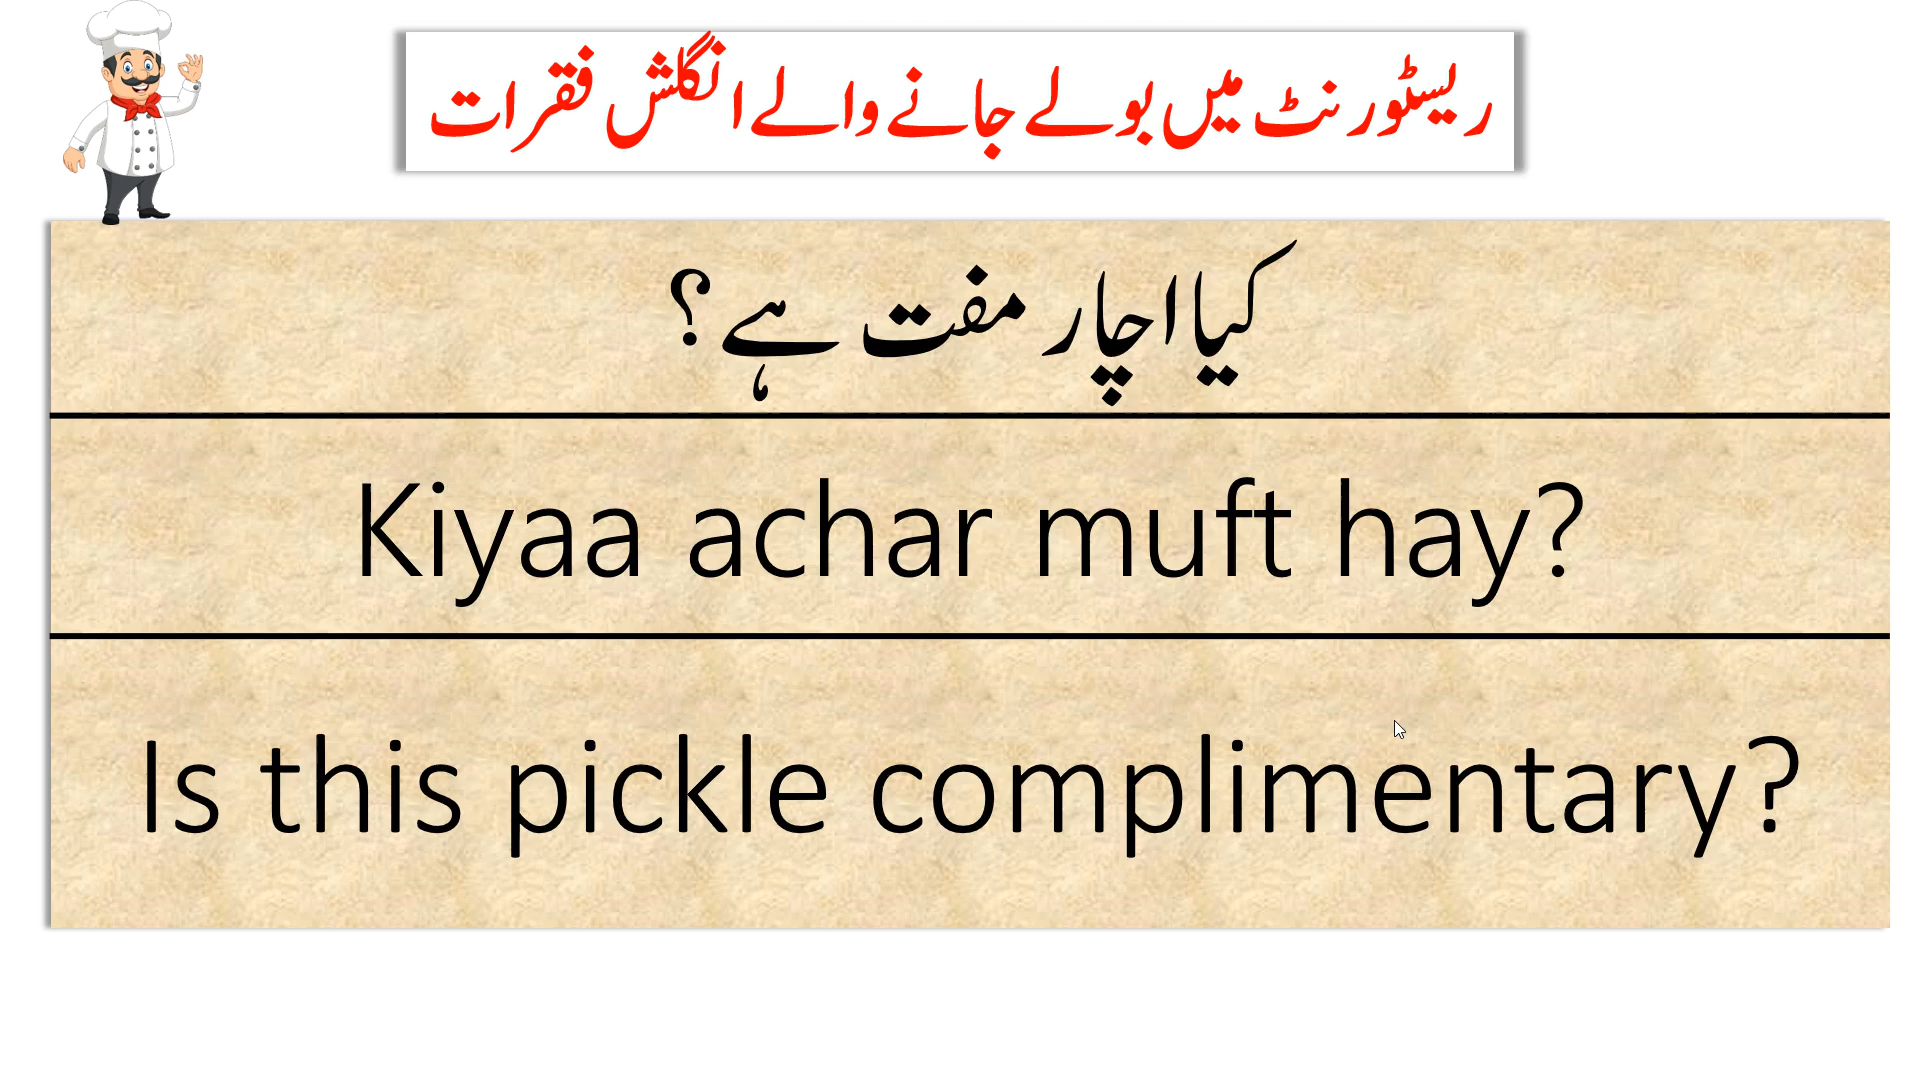 ریسٹورنٹ میں بولے جانے والے انگلش فقرات
کیا اچار مفت ہے؟
Kiyaa achar muft hay?
Is this pickle complimentary?